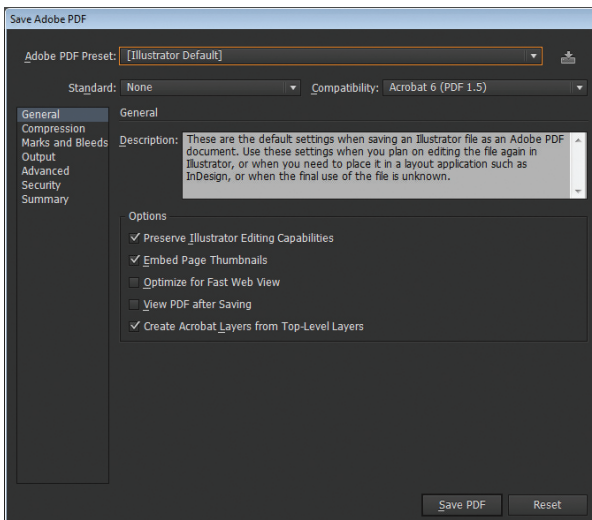 Save Adobe PDF
Adobe PDF Preset: [Illustrator Default]
Standard: None Compatibility: Acrobat 6 (PDF 1.5)
General
Compression
Marks and Bleeds
Output
Advanced
Security
Summary
General
Description: These are the default settings when saving an Illustrator file as an Adobe PDF
document. Use these settings when you plan on editing the file again in
Illustrator, or when you need to place it in a layout application such as
InDesign, or when the final use of the file is unknown.
Options
Preserve Illustrator Editing Capabilities
Embed Page Thumbnails
Optimize for Fast Web View
View PDF after Saving
Create Acrobat Layers from Top-Level Layers
Save PDF Reset